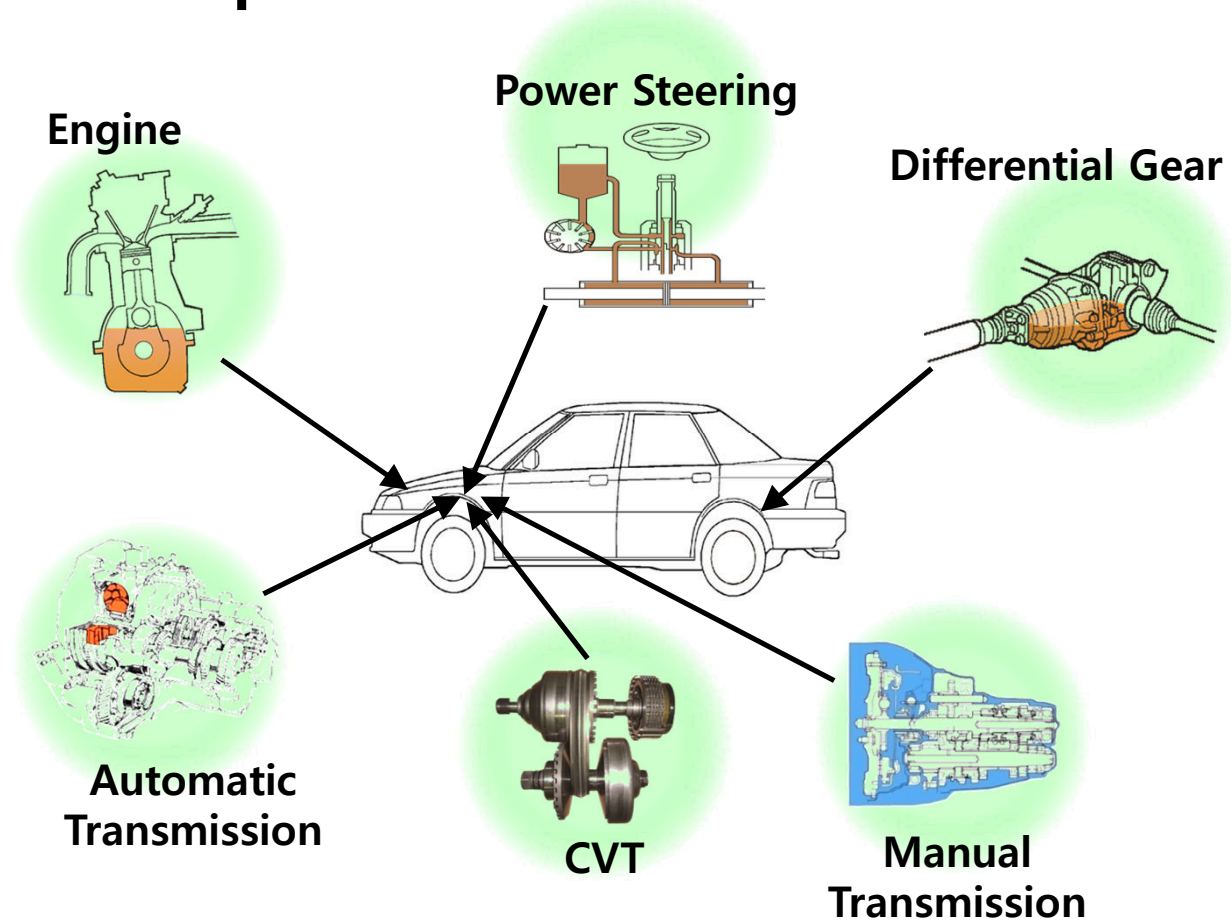 Power Steering
Engine
Differential Gear
Automatic
Transmission
CVT
Manual
Transmission